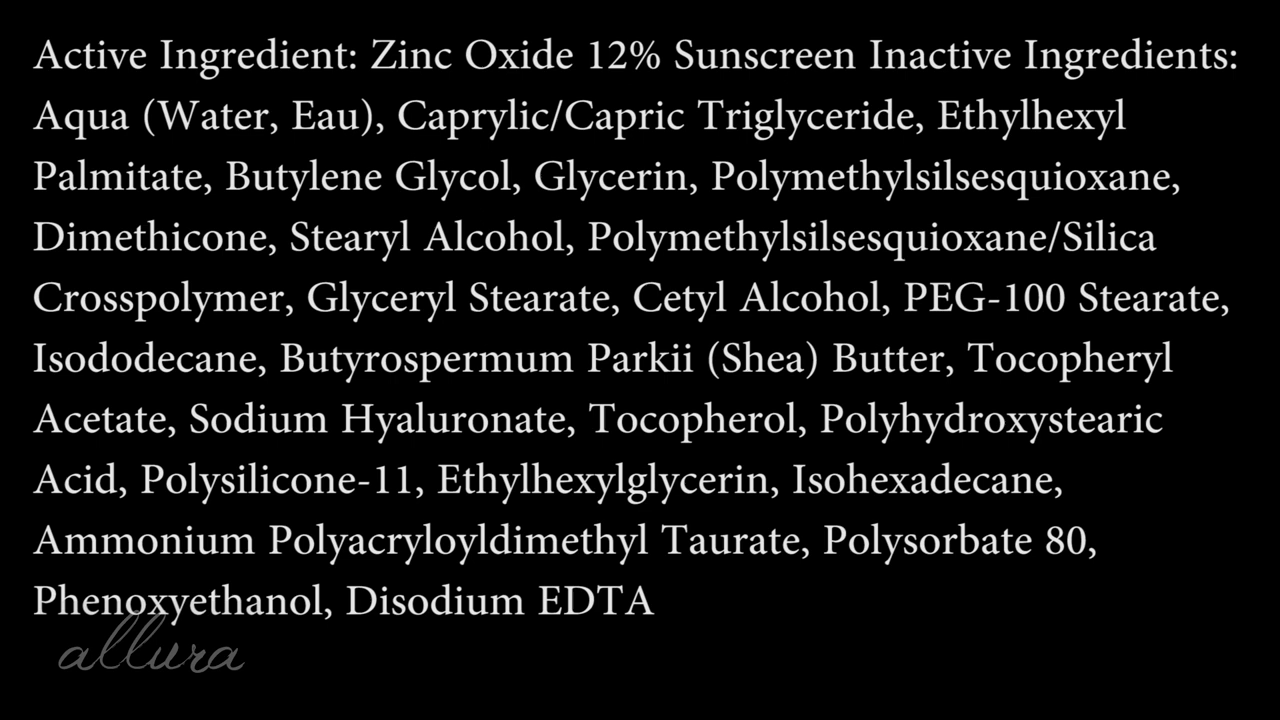 Active Ingredient: Zinc Oxide 12% Sunscreen Inactive Ingredients:
Aqua (Water, Eau), Caprylic/Capric Triglyceride, Ethylhexyl
Palmitate, Butylene Glycol, Glycerin, Polymethylsilsesquioxane,
Dimethicone, Stearyl Alcohol, Polymethylsilsesquioxane/Silica
Crosspolymer, Glyceryl Stearate, Cetyl Alcohol, PEG-100 Stearate,
Isododecane, Butyrospermum Parkii (Shea) Butter, Tocopheryl
Acetate, Sodium Hyaluronate, Tocopherol, Polyhydroxystearic
Acid, Polysilicone-11, Ethylhexylglycerin, Isohexadecane,
Ammonium Polyacryloyldimethyl Taurate, Polysorbate 80,
Phenoxyethanol, Disodium EDTA
allura